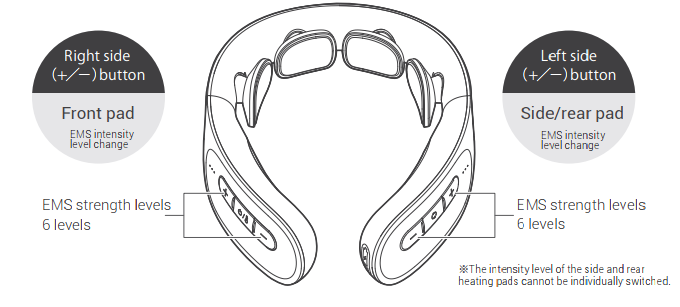 Right side
（+／−）button
Front pad
EMS intensity
level change
EMS strength levels
6 levels
Left side
（+／−）button
Side/rear pad
EMS intensity
level change
EMS strength levels
6 levels
※The intensity level of the side and rear
heating pads cannot be individually switched.